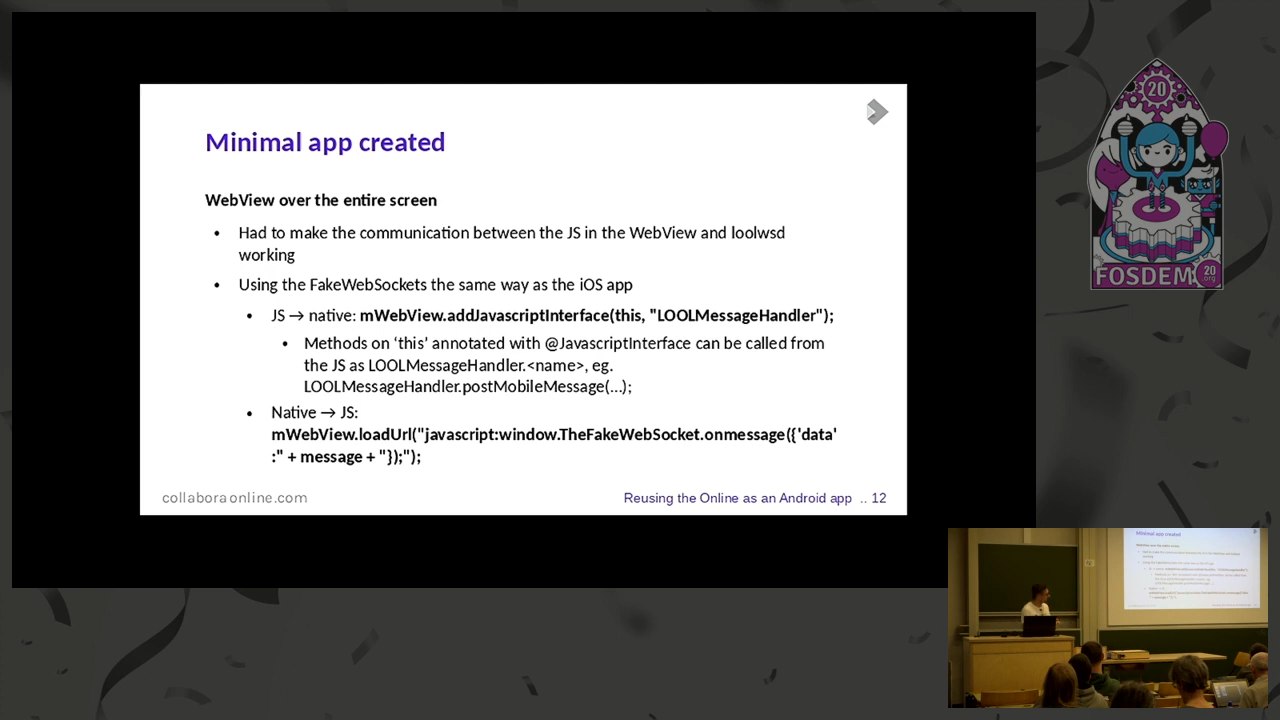 Minimal app created
WebView over the entire screen
• Had to make the communication between the JS in the WebView and loolwsd
working
• Using the FakeWebSockets the same way as the iOS app
• JS → native: mWebView.addJavascriptInterface(this, "LOOLMessageHandler");
• Methods on ‘this’ annotated with @JavascriptInterface can be called from
the JS as LOOLMessageHandler.<name>, eg.
LOOLMessageHandler.postMobileMessage(...);
• Native → JS:
mWebView.loadUrl("javascript:window.TheFakeWebSocket.onmessage({'data'
:" + message + "});");
collaboraonline.com
Reusing the Online as an Android app .. 12
20
FOSDEM
20
.org
Minimal app created